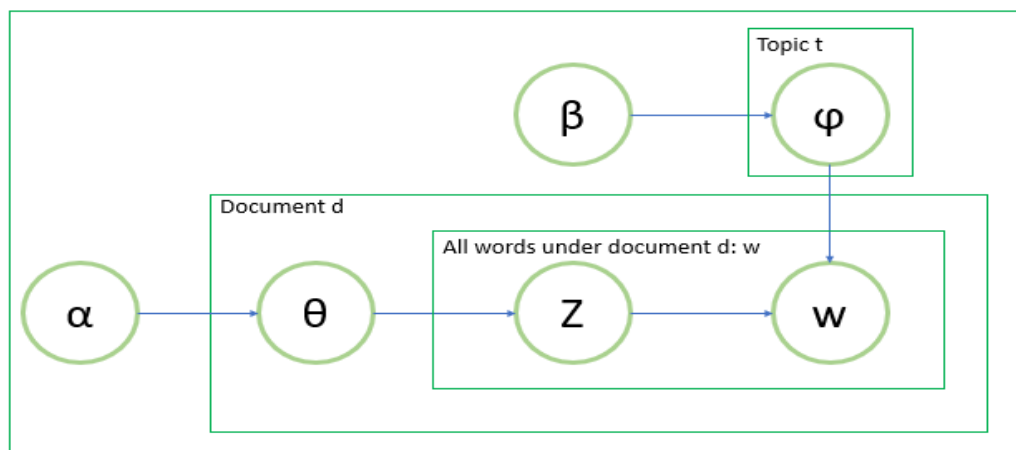 Topic t
β
φ
Document d
All words under document d: w
α
θ
Z
w